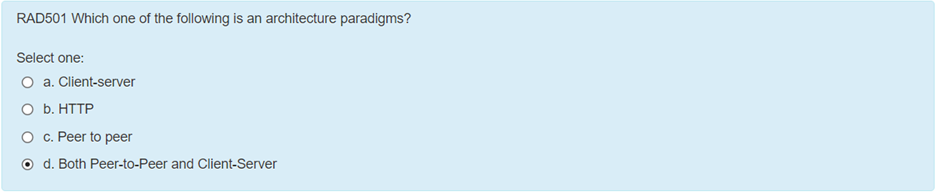 RAD501 Which one of the following is an architecture paradigms?
Select one:
a. Client-server
b. HTTP
c. Peer to peer
d. Both Peer-to-Peer and Client-Server